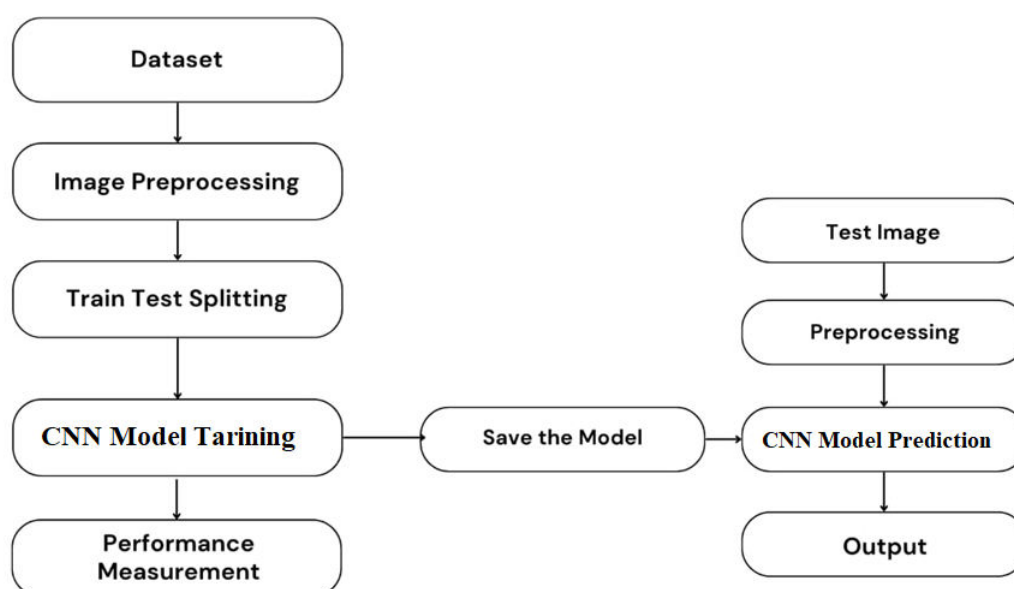 Dataset
Image Preprocessing
Train Test Splitting
CNN Model Tarining
Performance
Measurement
Save the Model
Test Image
Preprocessing
CNN Model Prediction
Output